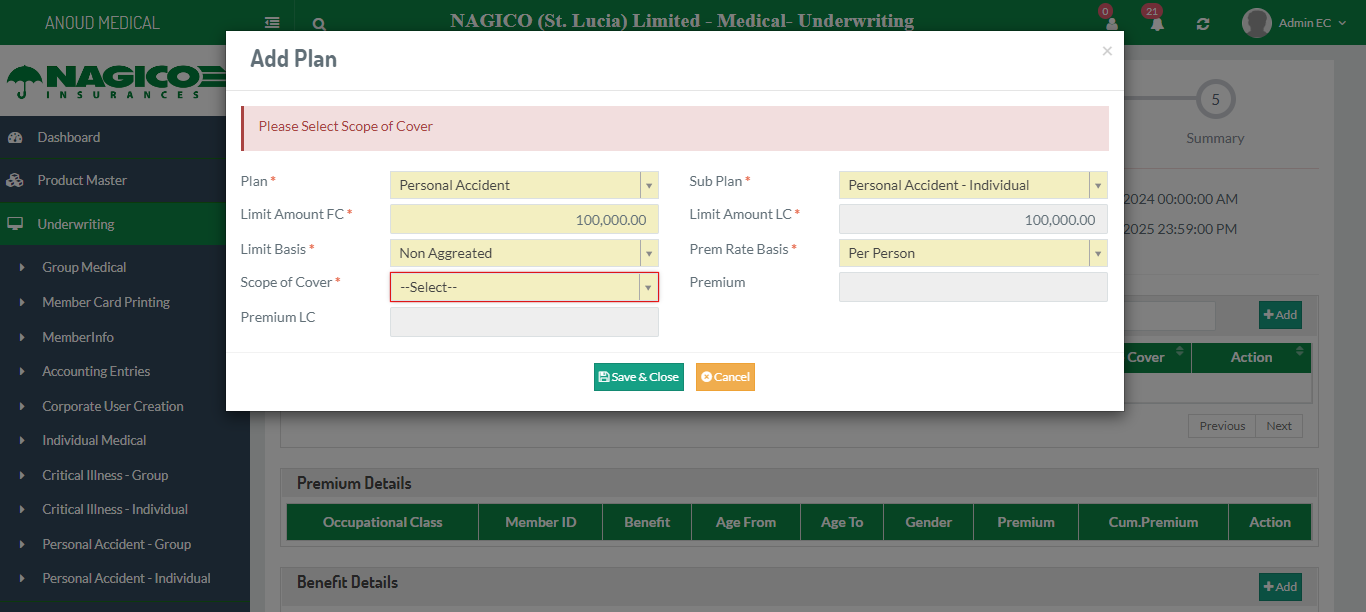 ANOUD MEDICAL
NAGICO (St. Lucia) Limited - Medical- Underwriting
0
21
Admin EC
NAGICO
INSURANCES
Dashboard
Product Master
Underwriting
Group Medical
Member Card Printing
MemberInfo
Accounting Entries
Corporate User Creation
Individual Medical
Critical Illness - Group
Critical Illness - Individual
Personal Accident - Group
Personal Accident - Individual
Add Plan
×
Please Select Scope of Cover
Plan * Personal Accident Sub Plan * Personal Accident - Individual
Limit Amount FC * 100,000.00 Limit Amount LC * 100,000.00
Limit Basis * Non Aggreated Prem Rate Basis * Per Person
Scope of Cover * --Select-- Premium
Premium LC
Save & Close Cancel
5
Summary
2024 00:00:00 AM
2025 23:59:00 PM
Add
Cover Action
Previous Next
Premium Details
Occupational Class Member ID Benefit Age From Age To Gender Premium Cum.Premium Action
Benefit Details
Add